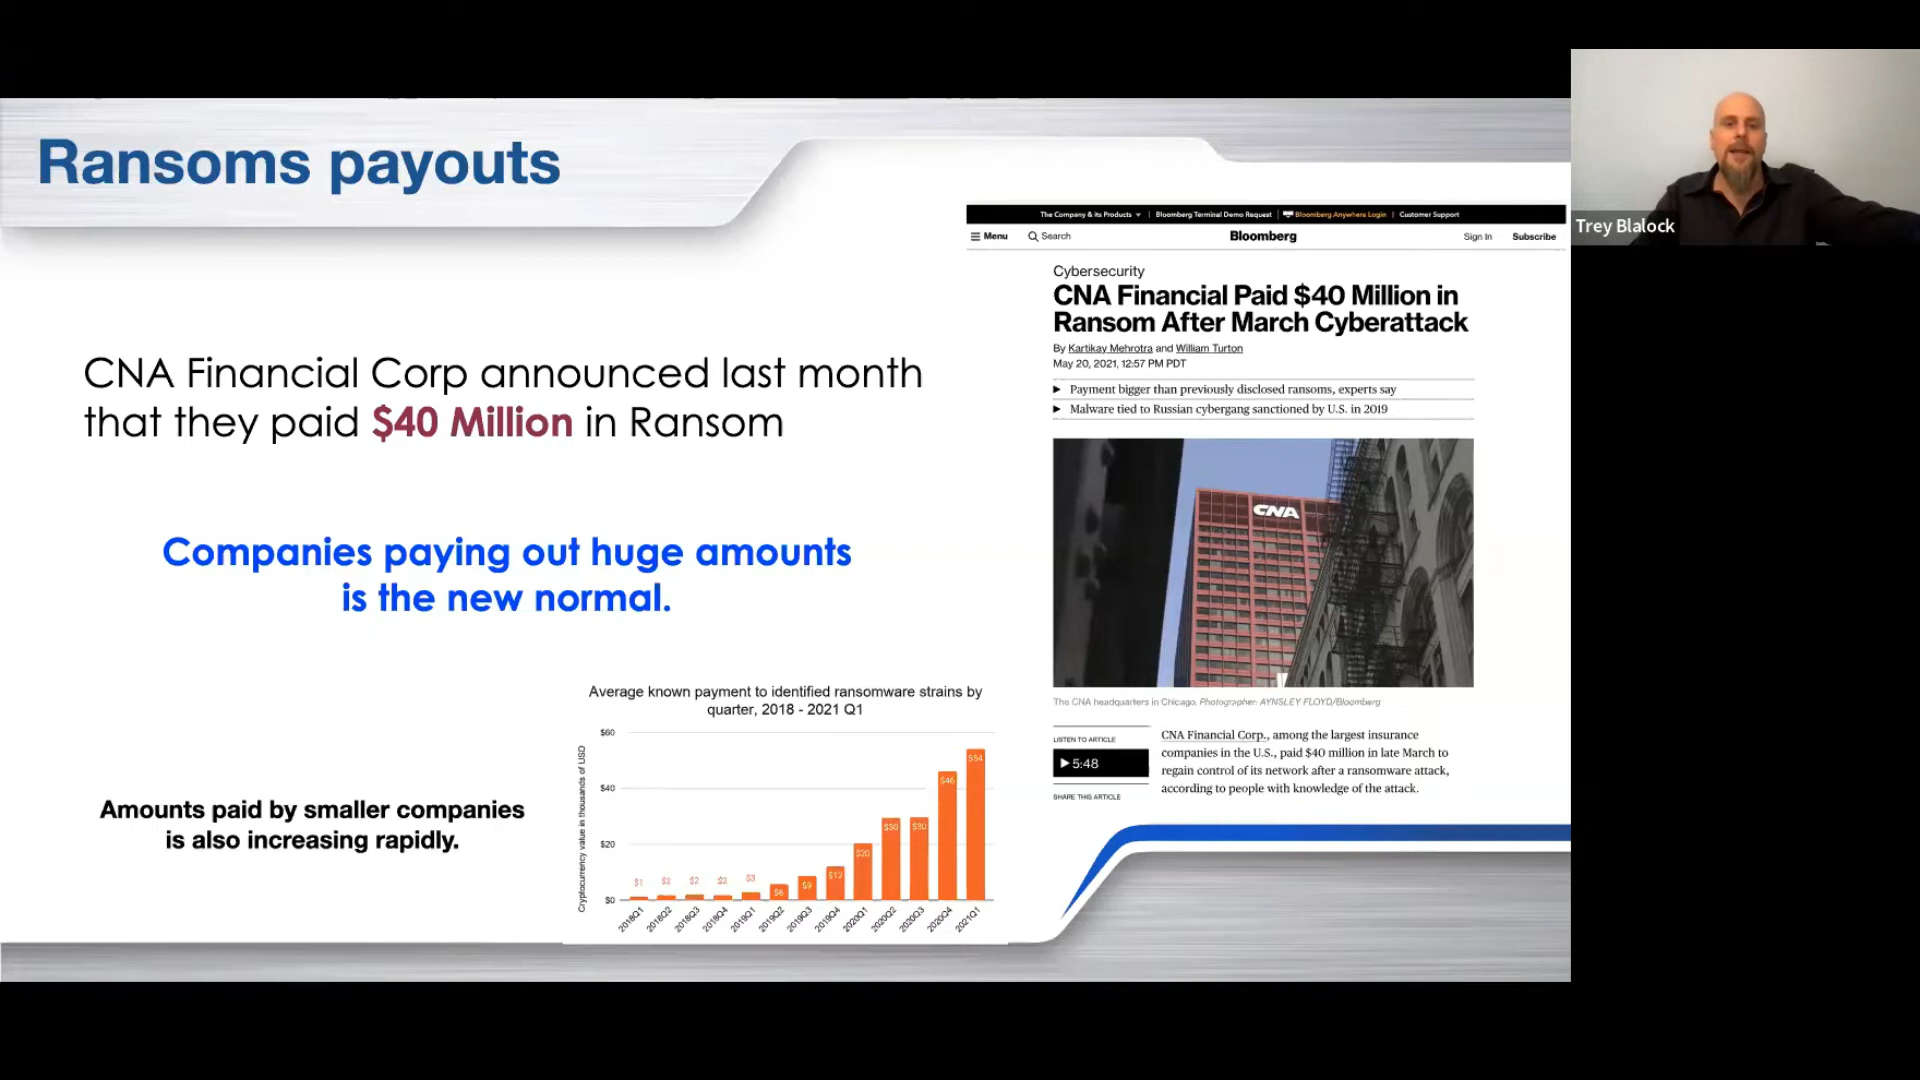 Ransoms payouts
CNA Financial Corp announced last month
that they paid $40 Million in Ransom
Companies paying out huge amounts
is the new normal.
Amounts paid by smaller companies
is also increasing rapidly.
Average known payment to identified ransomware strains by
quarter, 2018 - 2021 Q1
Cryptocurrency value in thousands of USD
$60
$40
$20
$0
$1
$2
$2
$2
$3
$6
$9
$12
$20
$30
$30
$46
$54
2018Q1
2018Q2
2018Q3
2018Q4
2019Q1
2019Q2
2019Q3
2019Q4
2020Q1
2020Q2
2020Q3
2020Q4
2021Q1
The Company & its Products | Bloomberg Terminal Demo Request | Bloomberg Anywhere Login | Customer Support
Menu Search Bloomberg Sign In Subscribe
Cybersecurity
CNA Financial Paid $40 Million in
Ransom After March Cyberattack
By Kartikay Mehrotra and William Turton
May 20, 2021, 12:57 PM PDT
Payment bigger than previously disclosed ransoms, experts say
Malware tied to Russian cybergang sanctioned by U.S. in 2019
CNA
The CNA headquarters in Chicago. Photographer: AYNSLEY FLOYD/Bloomberg
LISTEN TO ARTICLE
5:48
SHARE THIS ARTICLE
CNA Financial Corp., among the largest insurance
companies in the U.S., paid $40 million in late March to
regain control of its network after a ransomware attack,
according to people with knowledge of the attack.
Trey Blalock